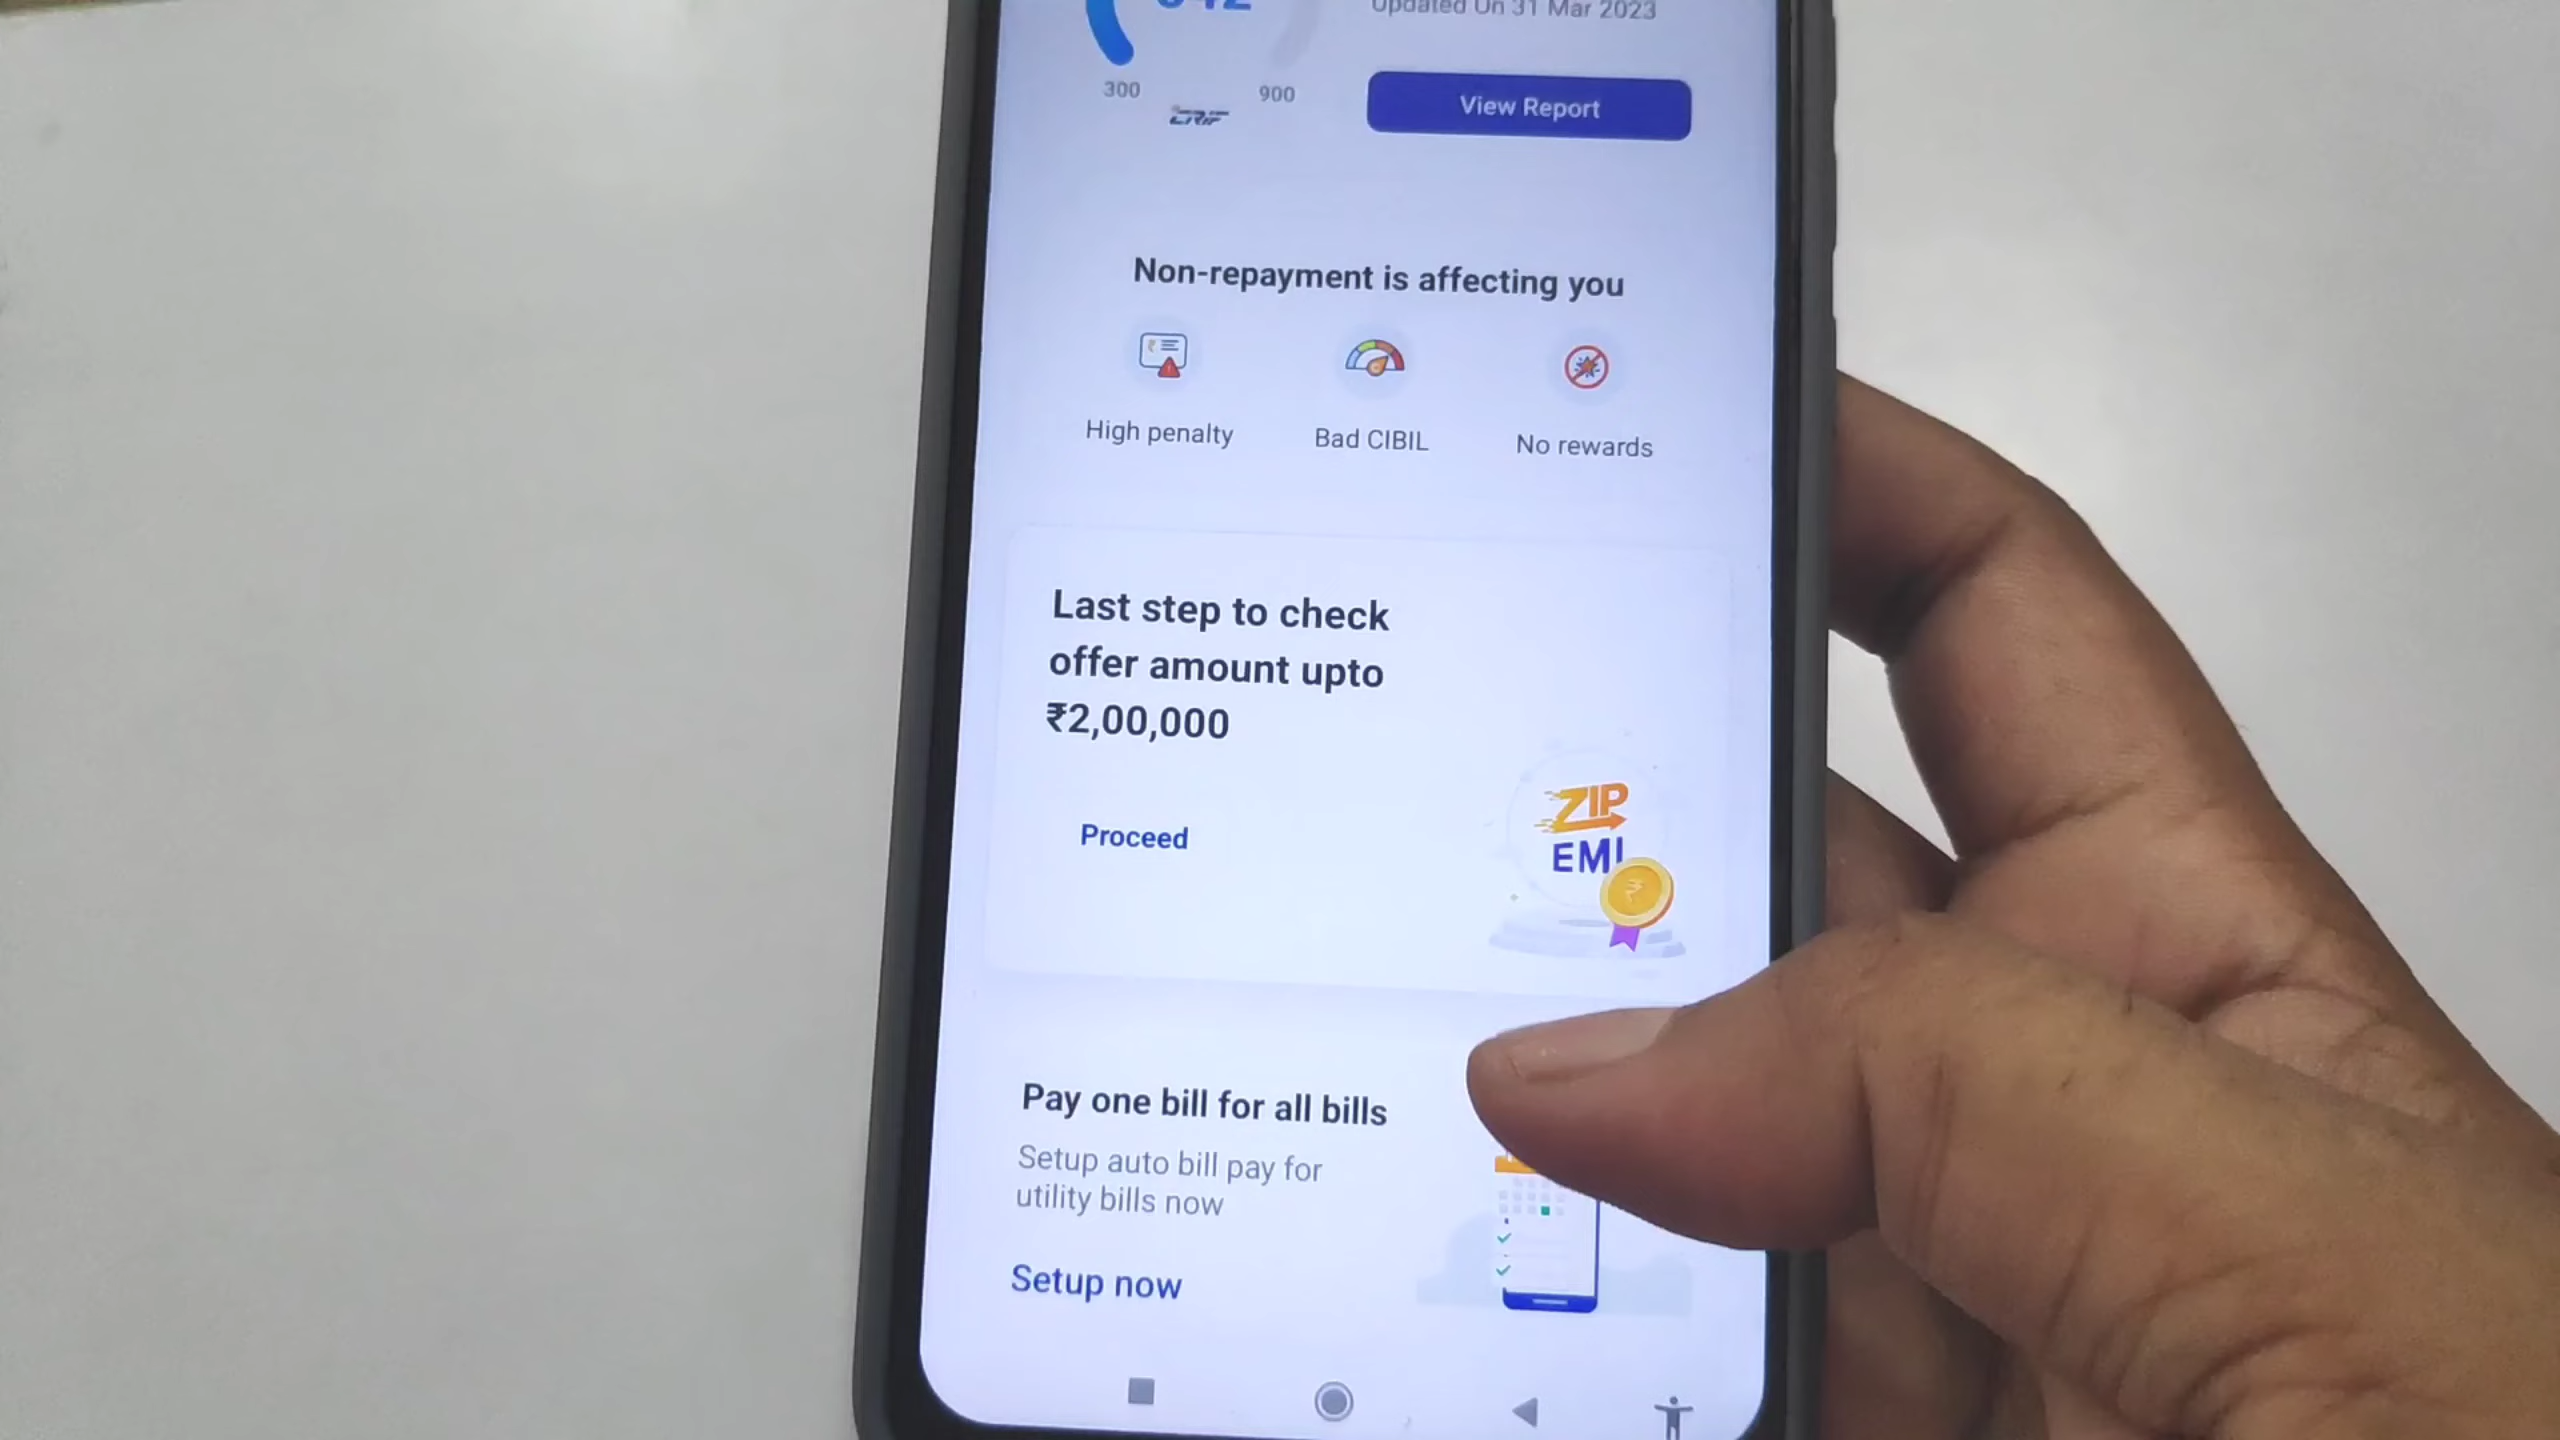 Updated On 31 Mar 2023
300
900
CRIF
View Report
Non-repayment is affecting you
High penalty
Bad CIBIL
No rewards
Last step to check
offer amount upto
₹2,00,000
Proceed
ZIP
EMI
Pay one bill for all bills
Setup auto bill pay for
utility bills now
Setup now